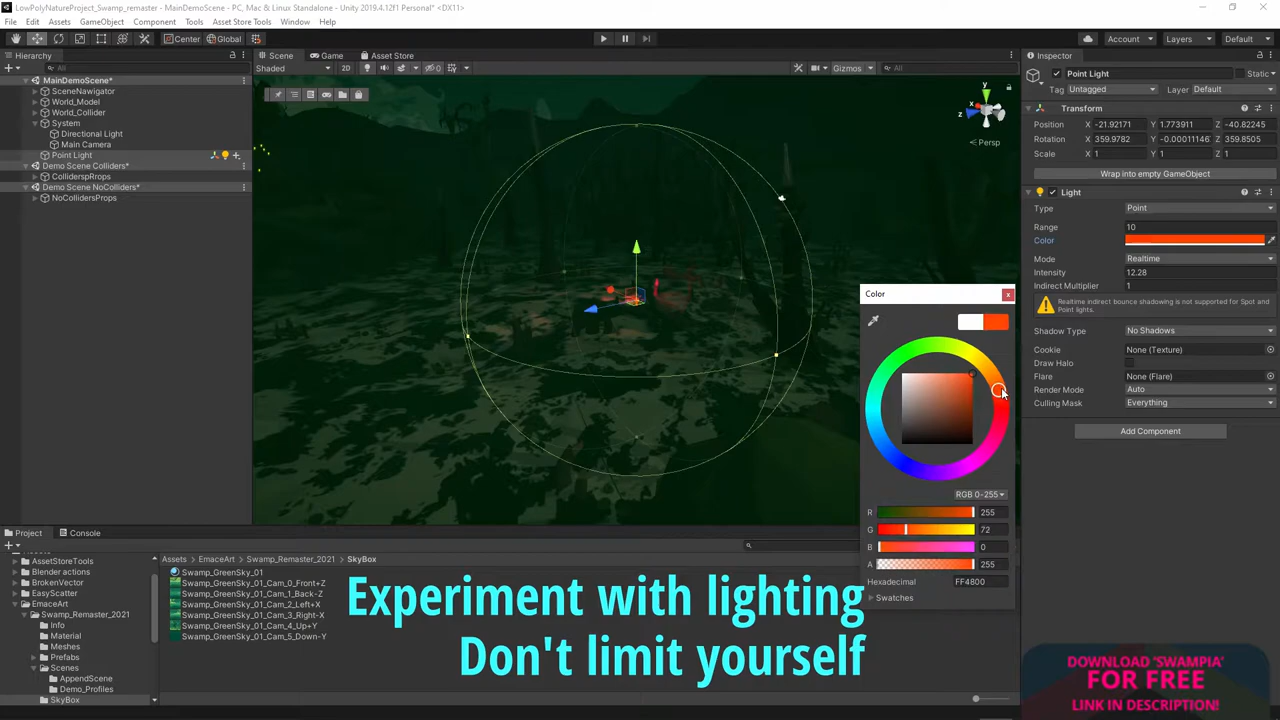 LowPolyNatureProject_Swamp_remaster - MainDemoScene - PC, Mac & Linux Standalone - Unity 2019.4.12f1 Personal* <DX11>
File Edit Assets GameObject Component Tools Asset Store Tools Window Help
Center Global Account Layers Default
Hierarchy
All
MainDemoScene*
SceneNavigator
World_Model
World_Collider
System
Directional Light
Main Camera
Point Light
Demo Scene Colliders*
ColliderspProps
Demo Scene NoColliders*
NoCollidersProps
Scene Game Asset Store
Shaded 2D 0 Gizmos All
y
x
z
Persp
Inspector
Point Light Static
Tag Untagged Layer Default
Transform
Position X -21.92171 Y 1.773911 Z -40.82245
Rotation X 359.9782 Y -0.00011146 Z 359.8505
Scale X 1 Y 1 Z 1
Wrap into empty GameObject
Light
Type Point
Range 10
Color
Mode Realtime
Intensity 12.28
Indirect Multiplier 1
Realtime indirect bounce shadowing is not supported for Spot and Point lights.
Shadow Type No Shadows
Cookie None (Texture)
Draw Halo
Flare None (Flare)
Render Mode Auto
Culling Mask Everything
Add Component
Color x
RGB 0-255
R 255
G 72
B 0
A 255
Hexadecimal FF4800
Swatches
Project Console
Assets
AssetStoreTools
Blender actions
BrokenVector
EasyScatter
EmaceArt
Swamp_Remaster_2021
Info
Material
Meshes
Prefabs
Scenes
AppendScene
Demo_Profiles
SkyBox
Assets EmaceArt Swamp_Remaster_2021 SkyBox
Swamp_GreenSky_01
Swamp_GreenSky_01_Cam_0_Front+Z
Swamp_GreenSky_01_Cam_1_Back-Z
Swamp_GreenSky_01_Cam_2_Left+X
Swamp_GreenSky_01_Cam_3_Right-X
Swamp_GreenSky_01_Cam_4_Up+Y
Swamp_GreenSky_01_Cam_5_Down-Y
Experiment with lighting
Don't limit yourself
DOWNLOAD 'SWAMPIA'
FOR FREE
LINK IN DESCRIPTION!